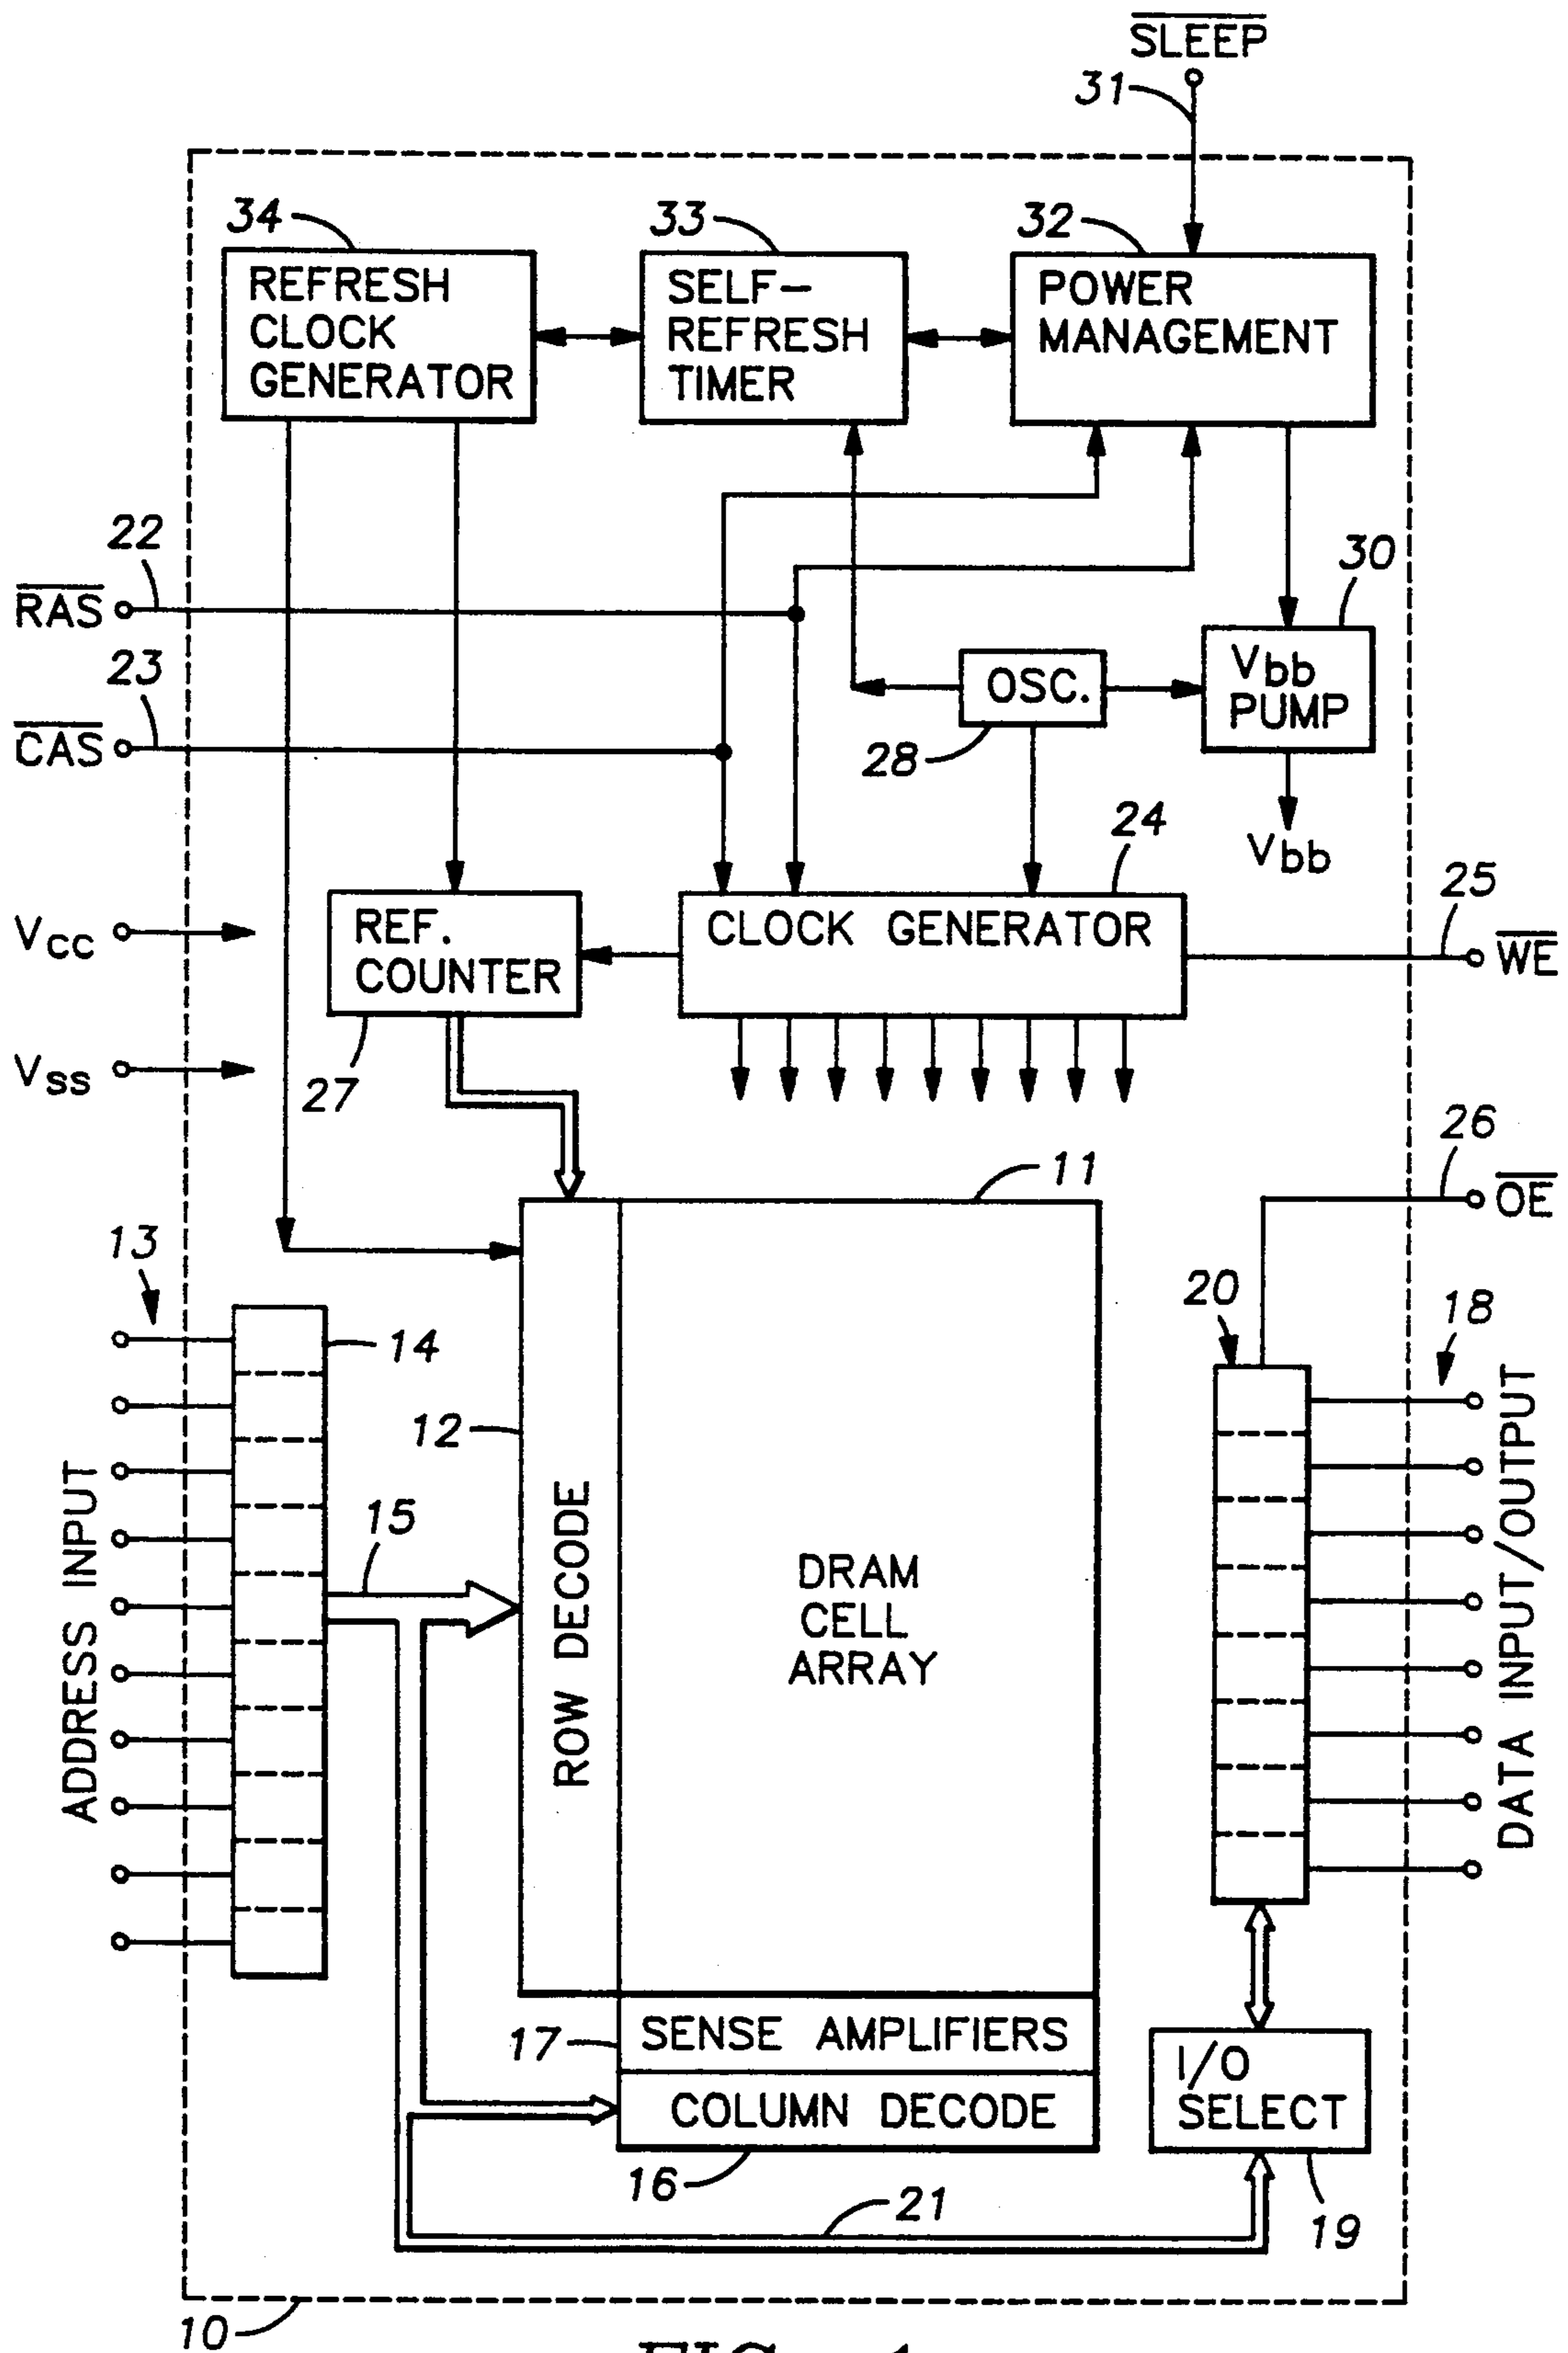 SLEEP
31
34
33
32
REFRESH
CLOCK
GENERATOR
SELF-
REFRESH
TIMER
POWER
MANAGEMENT
22
RAS
30
23
CAS
OSC.
Vbb
PUMP
28
24
Vbb
25
VCC
REF.
COUNTER
CLOCK GENERATOR
WE
VSS
27
26
11
OE
13
20
18
14
12
15
ADDRESS INPUT
ROW DECODE
DRAM
CELL
ARRAY
DATA INPUT/OUTPUT
17
SENSE AMPLIFIERS
I/O
SELECT
COLUMN DECODE
16
21
19
10